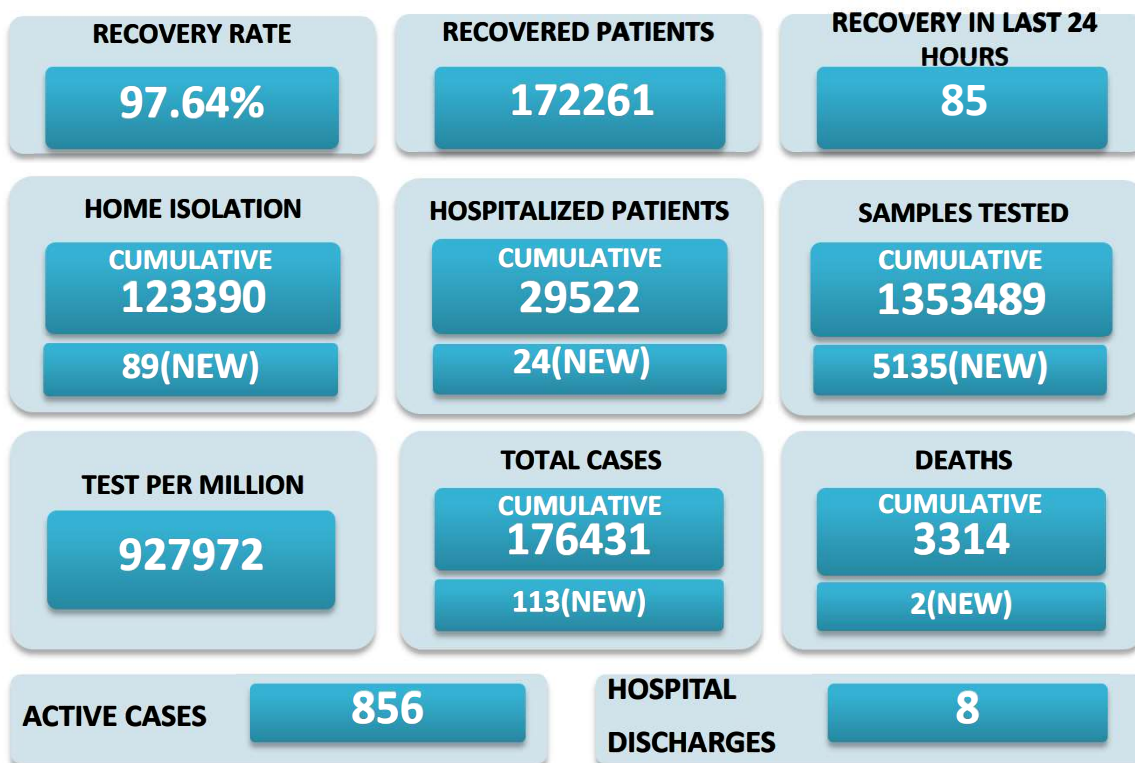 RECOVERY RATE
97.64%
RECOVERED PATIENTS
172261
RECOVERY IN LAST 24
HOURS
85
HOME ISOLATION
CUMULATIVE
123390
89(NEW)
HOSPITALIZED PATIENTS
CUMULATIVE
29522
24(NEW)
SAMPLES TESTED
CUMULATIVE
1353489
5135(NEW)
TEST PER MILLION
927972
TOTAL CASES
CUMULATIVE
176431
113(NEW)
DEATHS
CUMULATIVE
3314
2(NEW)
ACTIVE CASES
856
HOSPITAL
DISCHARGES
8